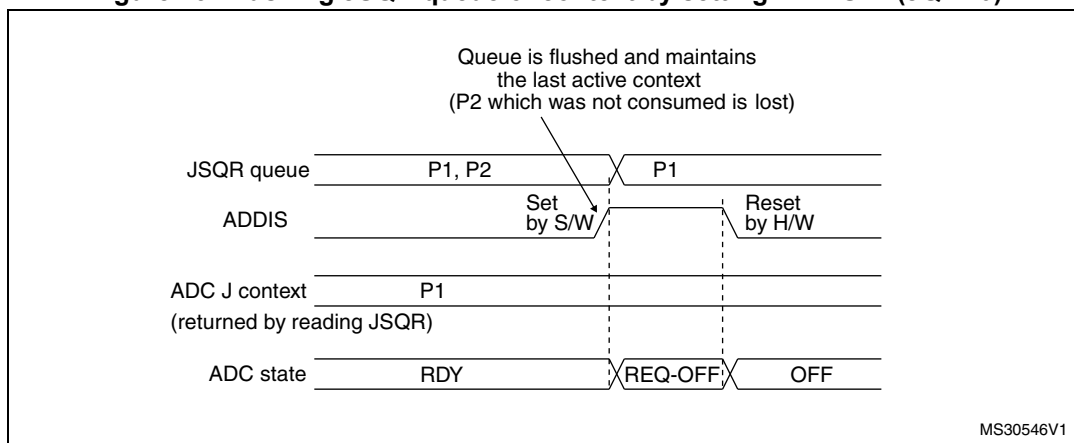 Queue is flushed and maintains
the last active context
(P2 which was not consumed is lost)
JSQR queue
P1, P2
P1
ADDIS
Set
by S/W
Reset
by H/W
ADC J context
P1
(returned by reading JSQR)
ADC state
RDY
REQ-OFF
OFF
MS30546V1